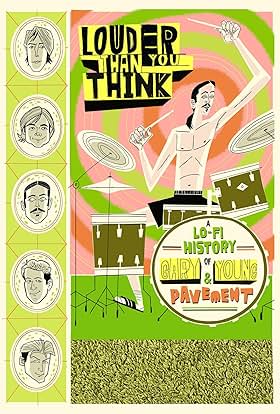 LOUDER
THAN YOU
THINK
A
LO-FI
HISTORY
OF
GARY YOUNG
&
PAVEMENT